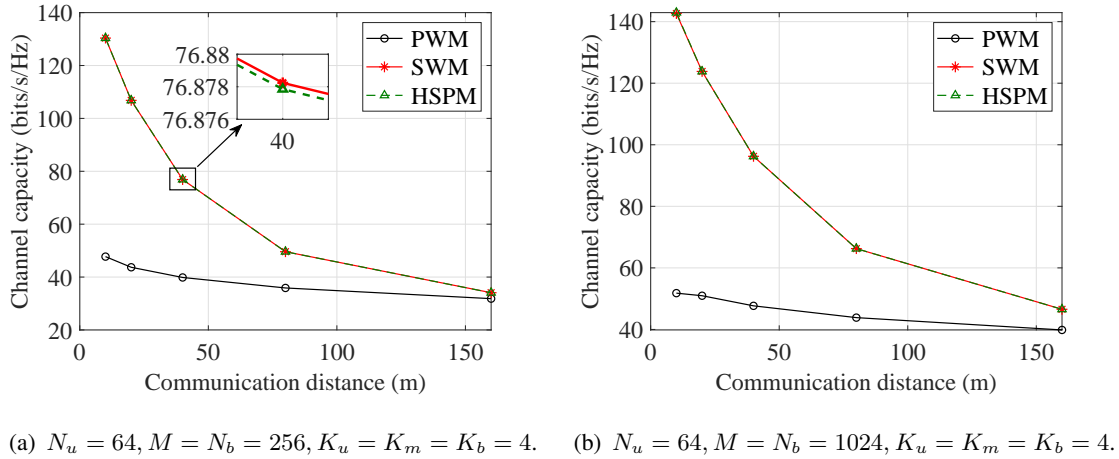 140
120
100
80
60
40
20
0
50
100
150
Channel capacity (bits/s/Hz)
Communication distance (m)
PWM
SWM
HSPM
76.88
76.878
76.876
40
140
120
100
80
60
40
0
50
100
150
Channel capacity (bits/s/Hz)
Communication distance (m)
PWM
SWM
HSPM
(a) $N_u = 64, M = N_b = 256, K_u = K_m = K_b = 4.$
(b) $N_u = 64, M = N_b = 1024, K_u = K_m = K_b = 4.$